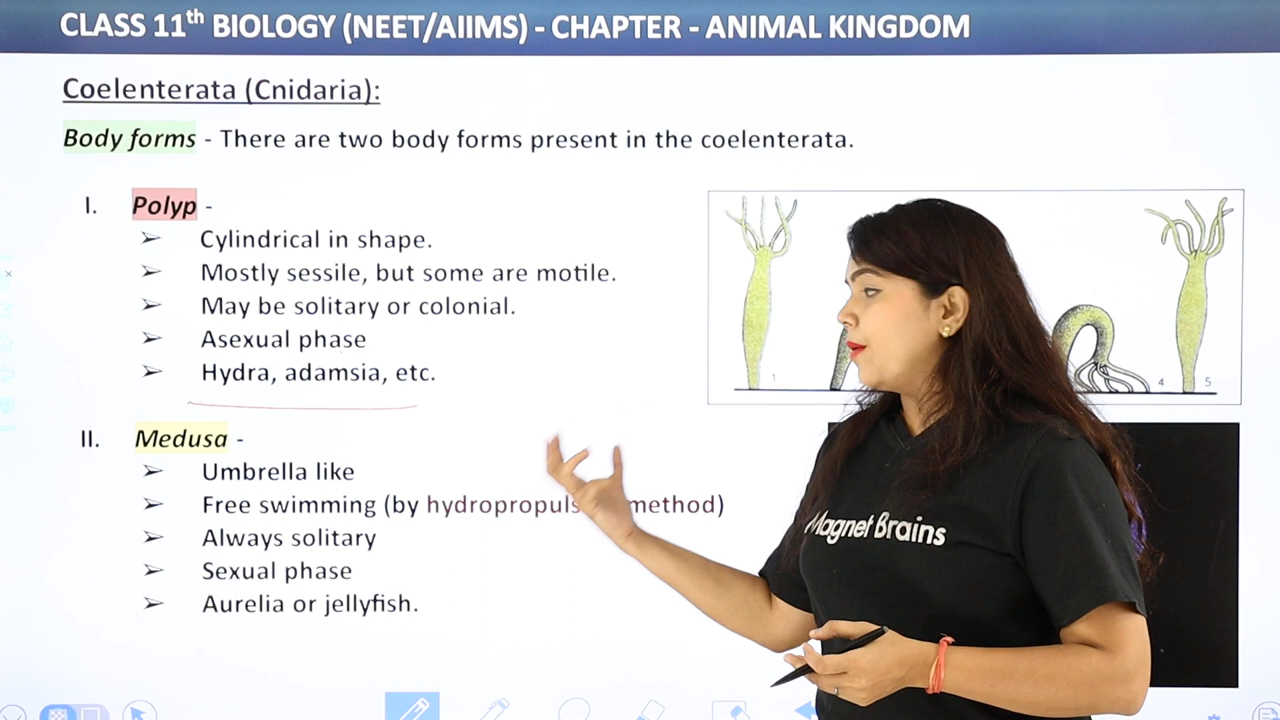 CLASS 11th BIOLOGY (NEET/AIIMS) - CHAPTER - ANIMAL KINGDOM
Coelenterata (Cnidaria):
Body forms - There are two body forms present in the coelenterata.
I. Polyp -
➢ Cylindrical in shape.
➢ Mostly sessile, but some are motile.
➢ May be solitary or colonial.
➢ Asexual phase
➢ Hydra, adamsia, etc.
1
4 5
II. Medusa -
➢ Umbrella like
➢ Free swimming (by method)
➢ Always solitary
➢ Sexual phase
➢ Aurelia or jellyfish.
Magnet Brains